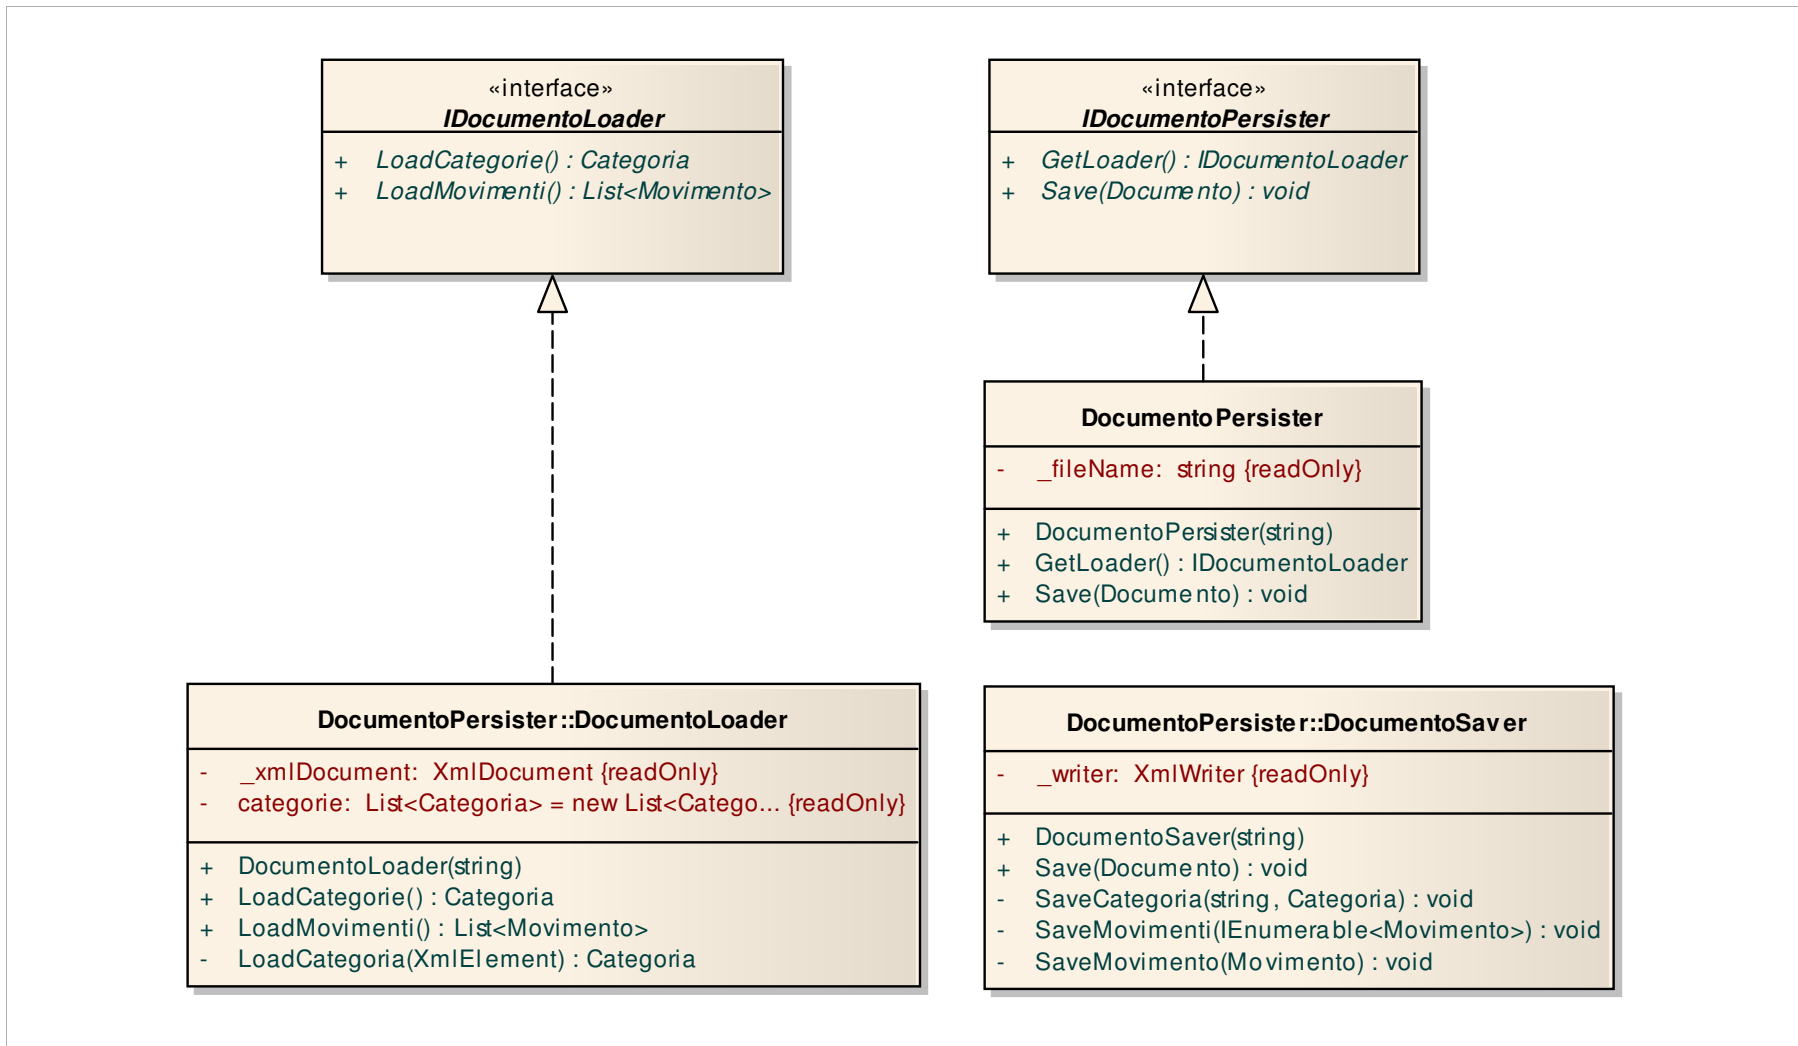 «interface»
IDocumentoLoader
+ LoadCategorie() : Categoria
+ LoadMovimenti() : List<Movimento>
«interface»
IDocumentoPersister
+ GetLoader() : IDocumentoLoader
+ Save(Documento) : void
DocumentoPersister
- _fileName: string {readOnly}
+ DocumentoPersister(string)
+ GetLoader() : IDocumentoLoader
+ Save(Documento) : void
DocumentoPersister::DocumentoLoader
- _xmlDocument: XmlDocument {readOnly}
- categorie: List<Categoria> = new List<Catego... {readOnly}
+ DocumentoLoader(string)
+ LoadCategorie() : Categoria
+ LoadMovimenti() : List<Movimento>
- LoadCategoria(XmlElement) : Categoria
DocumentoPersister::DocumentoSaver
- _writer: XmlWriter {readOnly}
+ DocumentoSaver(string)
+ Save(Documento) : void
- SaveCategoria(string, Categoria) : void
- SaveMovimenti(IEnumerable<Movimento>) : void
- SaveMovimento(Movimento) : void